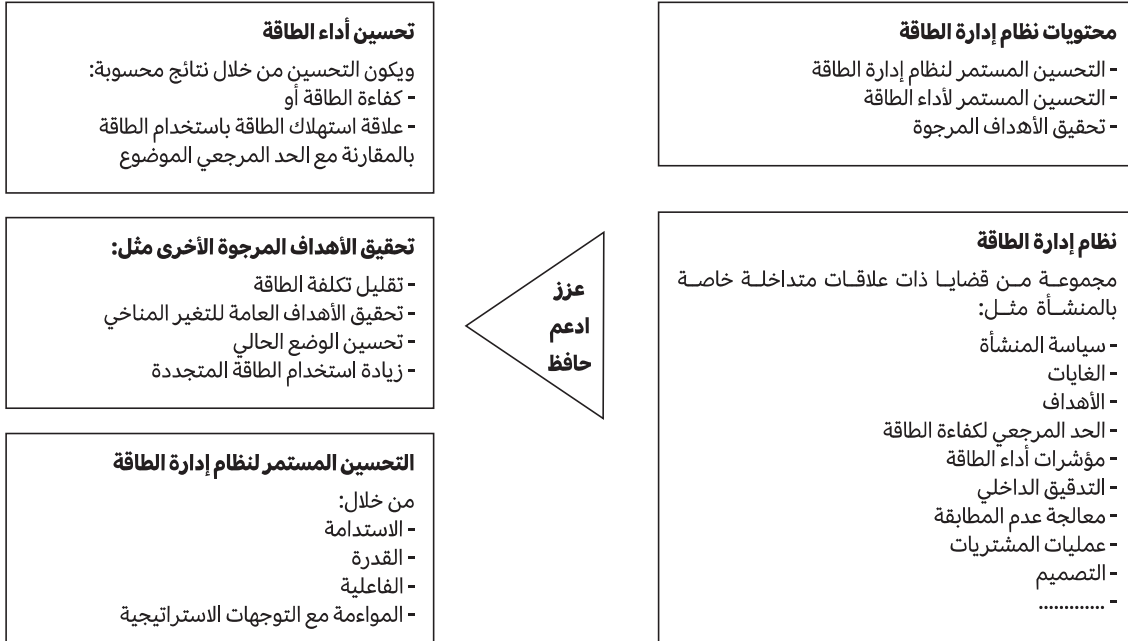 محتويات نظام إدارة الطاقة
- التحسين المستمر لنظام إدارة الطاقة
- التحسين المستمر لأداء الطاقة
- تحقيق الأهداف المرجوة
نظام إدارة الطاقة
مجموعة من قضايا ذات علاقات متداخلة خاصة
بالمنشأة مثل:
- سياسة المنشأة
- الغايات
- الأهداف
- الحد المرجعي لكفاءة الطاقة
- مؤشرات أداء الطاقة
- التدقيق الداخلي
- معالجة عدم المطابقة
- عمليات المشتريات
- التصميم
- .............
عزز
ادعم
حافظ
تحسين أداء الطاقة
ويكون التحسين من خلال نتائج محسوبة:
- كفاءة الطاقة أو
- علاقة استهلاك الطاقة باستخدام الطاقة
بالمقارنة مع الحد المرجعي الموضوع
تحقيق الأهداف المرجوة الأخرى مثل:
- تقليل تكلفة الطاقة
- تحقيق الأهداف العامة للتغير المناخي
- تحسين الوضع الحالي
- زيادة استخدام الطاقة المتجددة
التحسين المستمر لنظام إدارة الطاقة
من خلال:
- الاستدامة
- القدرة
- الفاعلية
- المواءمة مع التوجهات الاستراتيجية